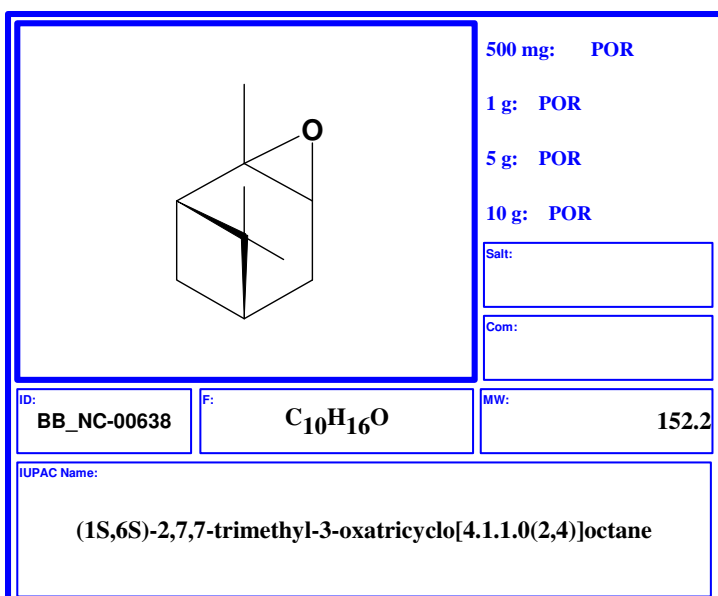 O
500 mg: POR
1 g: POR
5 g: POR
10 g: POR
Salt:
Com:
ID:
BB_NC-00638
F:
C10H16O
MW:
152.2
IUPAC Name:
(1S,6S)-2,7,7-trimethyl-3-oxatricyclo[4.1.1.0(2,4)]octane